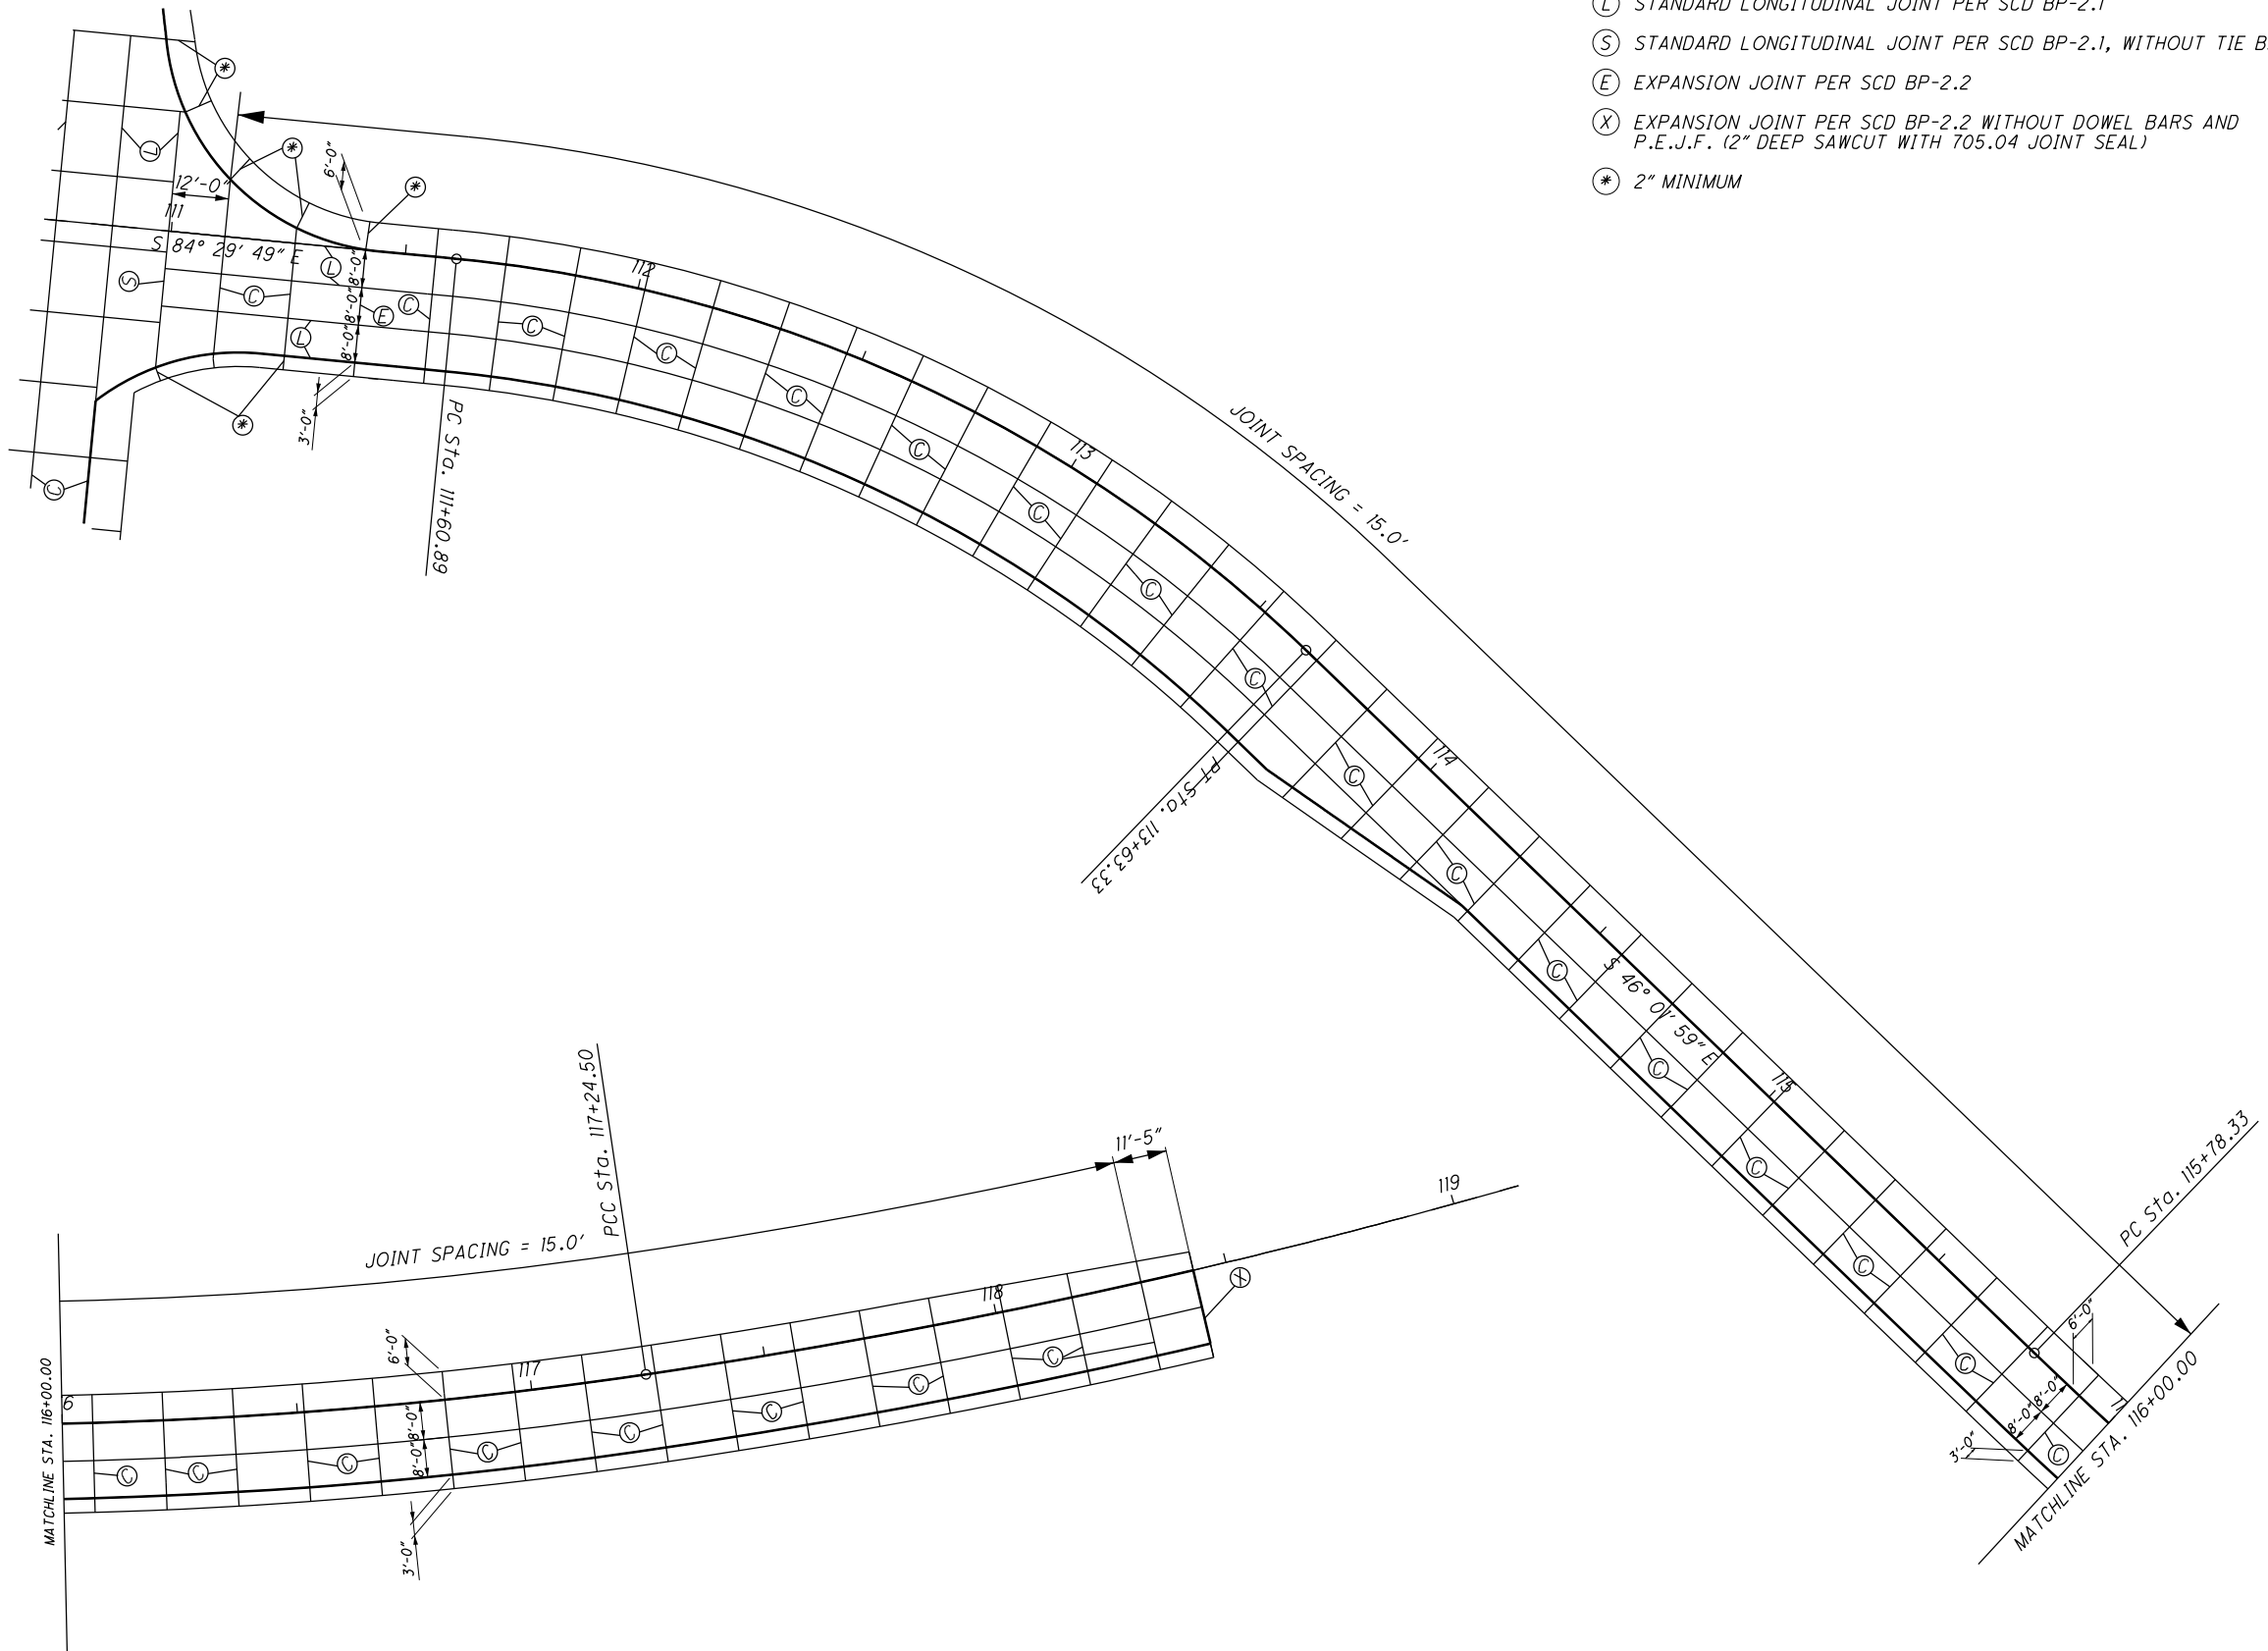 Ⓛ STANDARD LONGITUDINAL JOINT PER SCD BP-2.1
Ⓢ STANDARD LONGITUDINAL JOINT PER SCD BP-2.1, WITHOUT TIE B
Ⓔ EXPANSION JOINT PER SCD BP-2.2
Ⓧ EXPANSION JOINT PER SCD BP-2.2 WITHOUT DOWEL BARS AND
P.E.J.F. (2" DEEP SAWCUT WITH 705.04 JOINT SEAL)
* 2" MINIMUM
*
*
*
*
L
12'-0"
6'-0"
111
S 84° 29' 49" E
S
C
L
L
8'-0"
8'-0"
8'-0"
E
C
3'-0"
C
PC Sta. 111+60.89
C
112
C
C
C
C
113
C
C
JOINT SPACING = 15.0'
PT Sta. 113+63.33
C
114
C
C
S 46° 01' 59" E
C
115
C
C
C
PC Sta. 115+78.33
6'-0"
8'-0"
8'-0"
3'-0"
C
MATCHLINE STA. 116+00.00
MATCHLINE STA. 116+00.00
6
JOINT SPACING = 15.0'
PCC Sta. 117+24.50
11'-5"
119
X
118
117
6'-0"
8'-0"
8'-0"
3'-0"
C
C
C
C
C
C
C
C